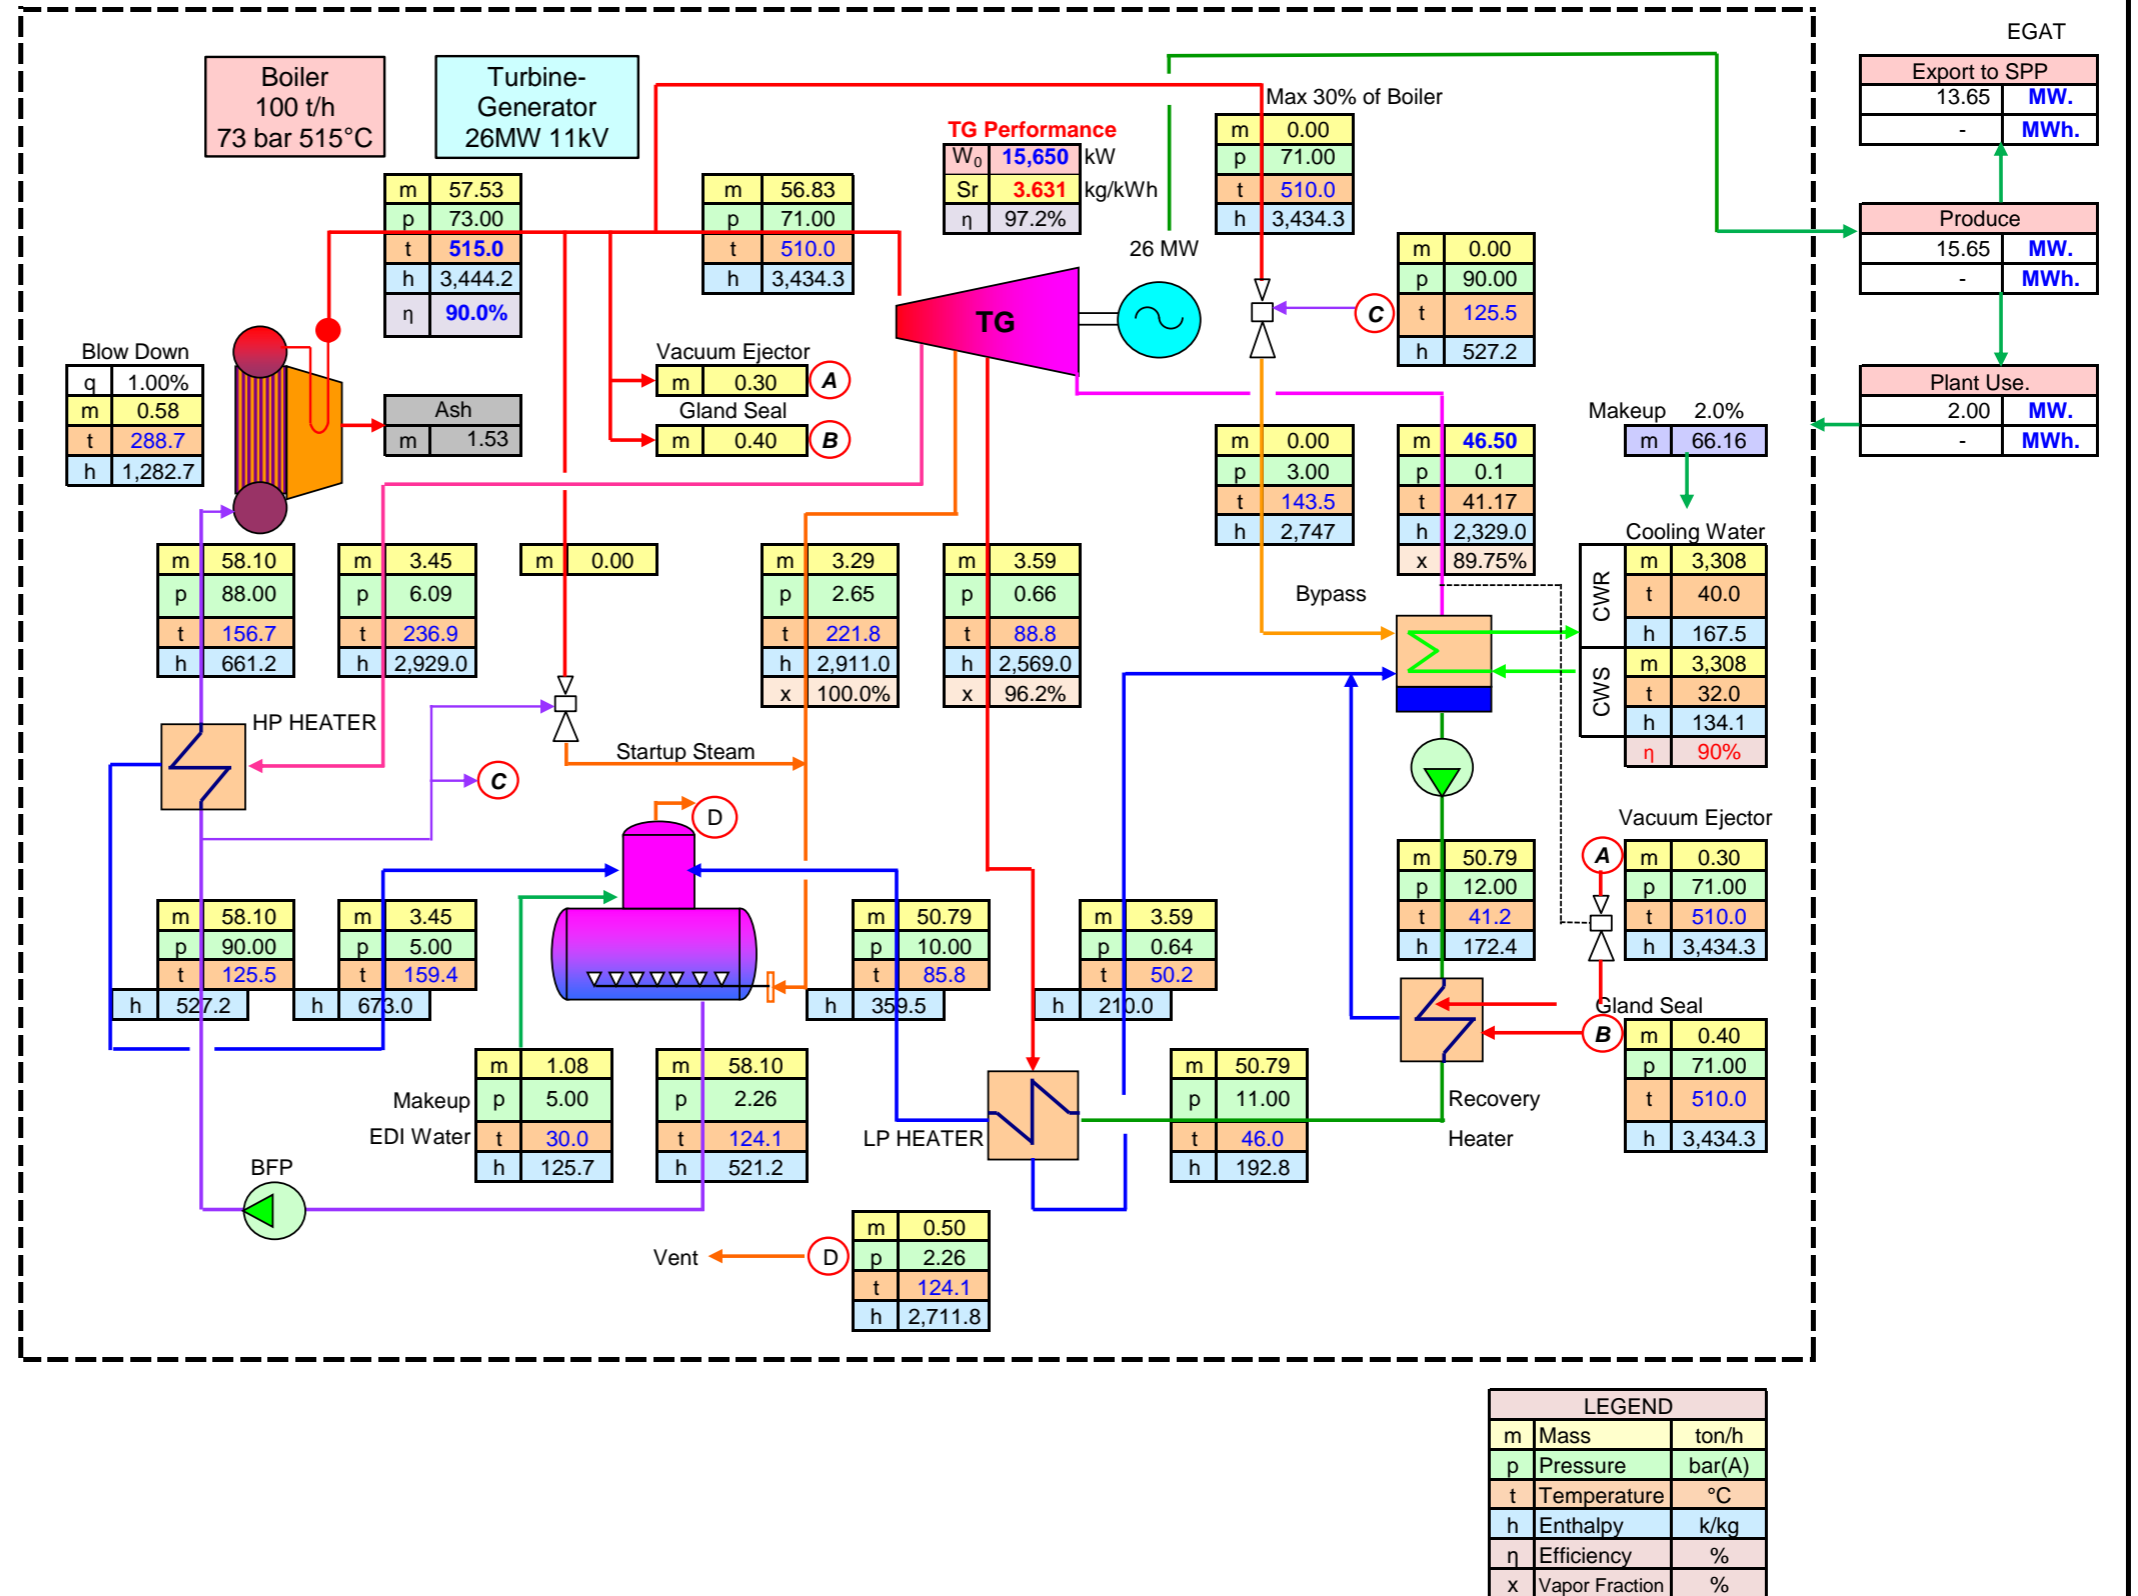 EGAT
Boiler
100 t/h
73 bar 515°C
Turbine-
Generator
26MW 11kV
Export to SPP
13.65 MW.
- MWh.
Max 30% of Boiler
m 0.00
p 71.00
t 510.0
h 3,434.3
TG Performance
W₀ 15,650 kW
Sr 3.631 kg/kWh
η 97.2%
26 MW
m 57.53
p 73.00
t 515.0
h 3,444.2
η 90.0%
m 56.83
p 71.00
t 510.0
h 3,434.3
Produce
15.65 MW.
- MWh.
m 0.00
p 90.00
t 125.5
h 527.2
C
TG
Blow Down
q 1.00%
m 0.58
t 288.7
h 1,282.7
Ash
m 1.53
Vacuum Ejector
m 0.30 A
Gland Seal
m 0.40 B
Plant Use.
2.00 MW.
- MWh.
Makeup 2.0%
m 66.16
m 0.00
p 3.00
t 143.5
h 2,747
m 46.50
p 0.1
t 41.17
h 2,329.0
x 89.75%
Cooling Water
CWR
m 3,308
t 40.0
h 167.5
CWS
m 3,308
t 32.0
h 134.1
η 90%
m 58.10
p 88.00
t 156.7
h 661.2
m 3.45
p 6.09
t 236.9
h 2,929.0
m 0.00
m 3.29
p 2.65
t 221.8
h 2,911.0
x 100.0%
m 3.59
p 0.66
t 88.8
h 2,569.0
x 96.2%
Bypass
HP HEATER
Startup Steam
C
D
Vacuum Ejector
A
m 0.30
p 71.00
t 510.0
h 3,434.3
m 50.79
p 12.00
t 41.2
h 172.4
m 58.10
p 90.00
t 125.5
h 527.2
m 3.45
p 5.00
t 159.4
h 673.0
m 50.79
p 10.00
t 85.8
h 359.5
m 3.59
p 0.64
t 50.2
h 210.0
Gland Seal
B
m 0.40
p 71.00
t 510.0
h 3,434.3
Makeup
EDI Water
m 1.08
p 5.00
t 30.0
h 125.7
m 58.10
p 2.26
t 124.1
h 521.2
LP HEATER
m 50.79
p 11.00
t 46.0
h 192.8
Recovery
Heater
BFP
Vent
D
m 0.50
p 2.26
t 124.1
h 2,711.8
LEGEND
m Mass ton/h
p Pressure bar(A)
t Temperature °C
h Enthalpy k/kg
η Efficiency %
x Vapor Fraction %